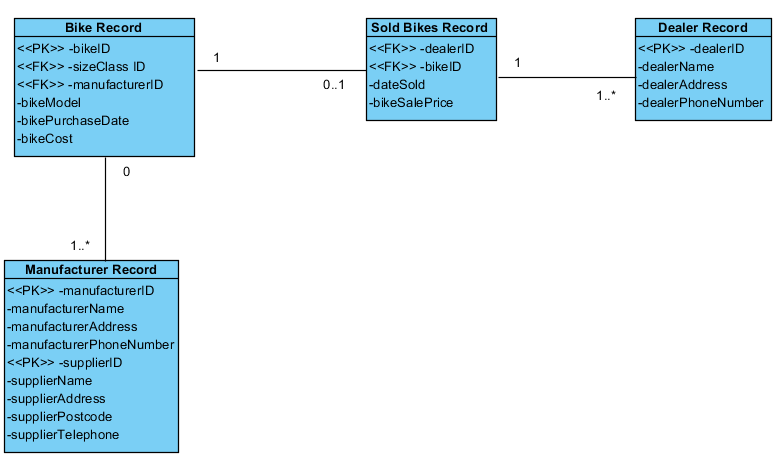 Bike Record
<<PK>> -bikeID
<<FK>> -sizeClass ID
<<FK>> -manufacturerID
-bikeModel
-bikePurchaseDate
-bikeCost
1
0..1
Sold Bikes Record
<<FK>> -dealerID
<<FK>> -bikeID
-dateSold
-bikeSalePrice
1
1..*
Dealer Record
<<PK>> -dealerID
-dealerName
-dealerAddress
-dealerPhoneNumber
0
1..*
Manufacturer Record
<<PK>> -manufacturerID
-manufacturerName
-manufacturerAddress
-manufacturerPhoneNumber
<<PK>> -supplierID
-supplierName
-supplierAddress
-supplierPostcode
-supplierTelephone